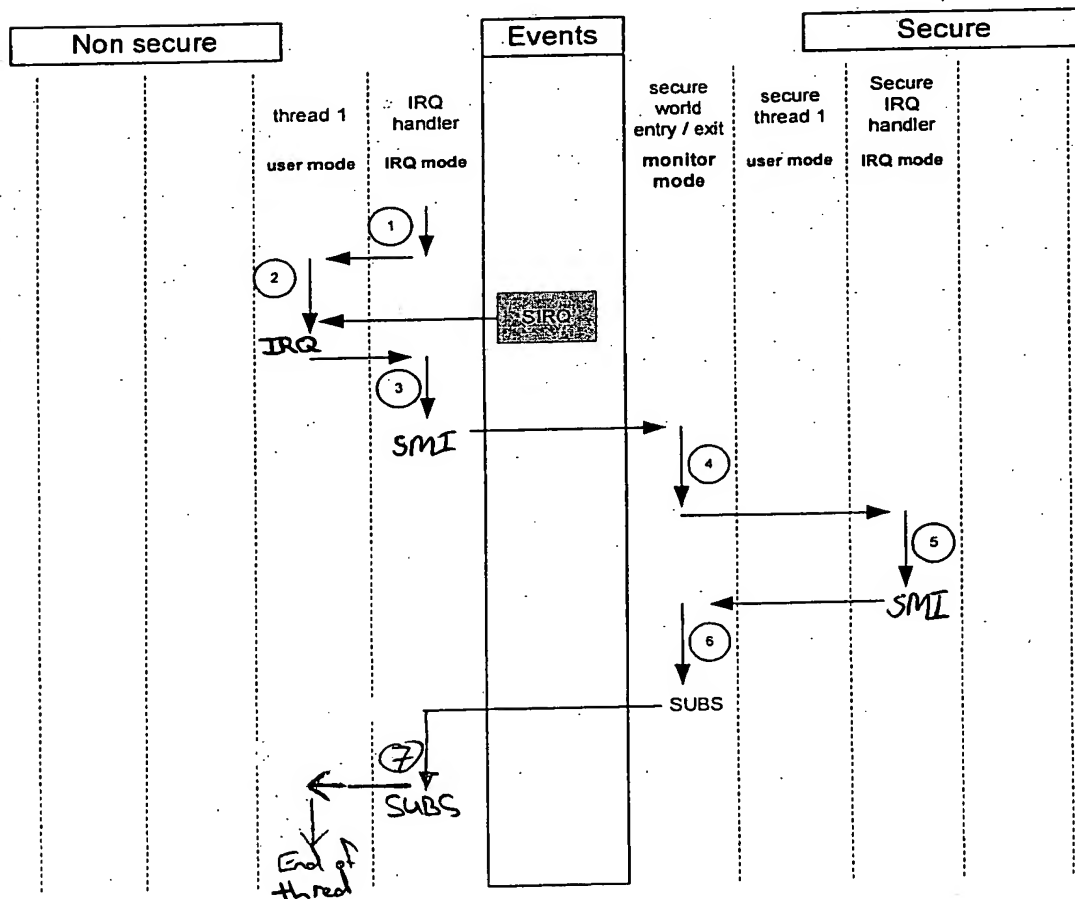 Non secure
Events
Secure
thread 1
user mode
IRQ
handler
IRQ mode
secure
world
entry / exit
monitor
mode
secure
thread 1
user mode
Secure
IRQ
handler
IRQ mode
1
2
SIRQ
IRQ
3
SMI
4
5
SMI
6
SUBS
7
SUBS
End of
thred